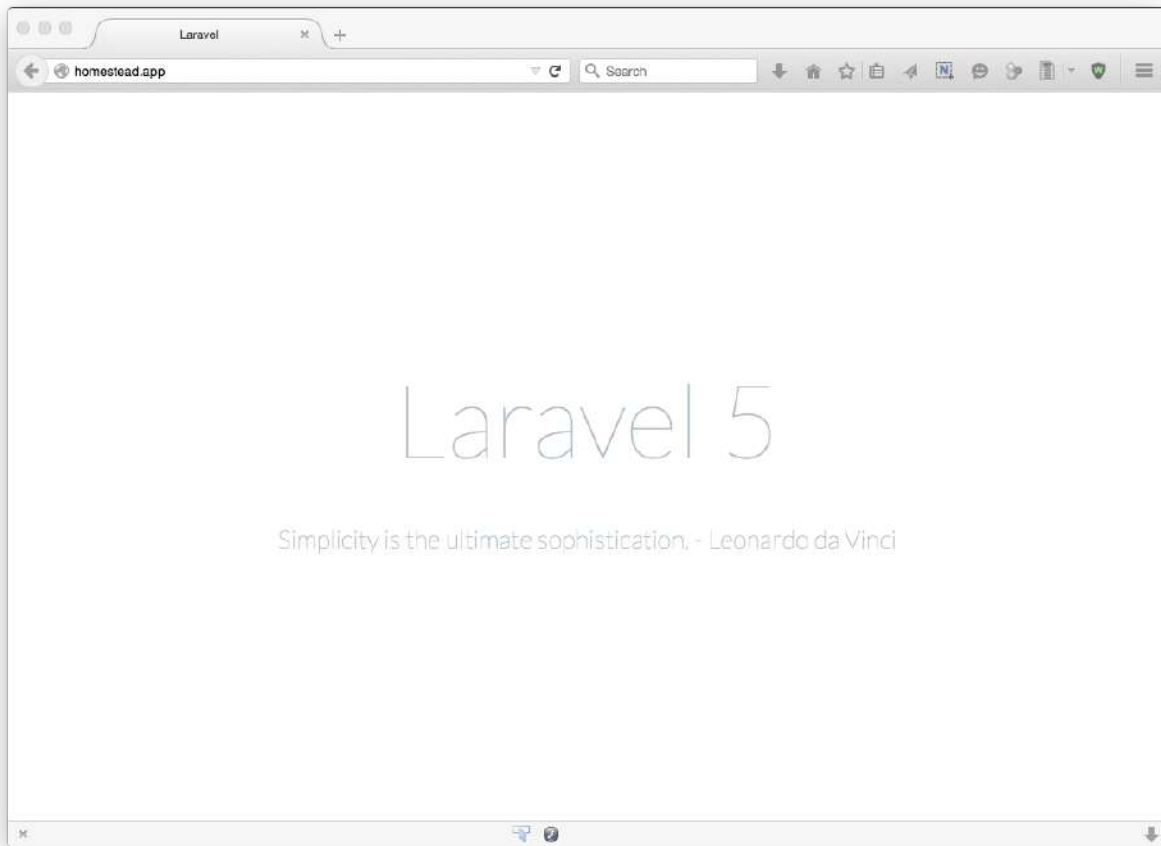 Laravel
homestead.app
Search
Laravel 5
Simplicity is the ultimate sophistication. - Leonardo da Vinci